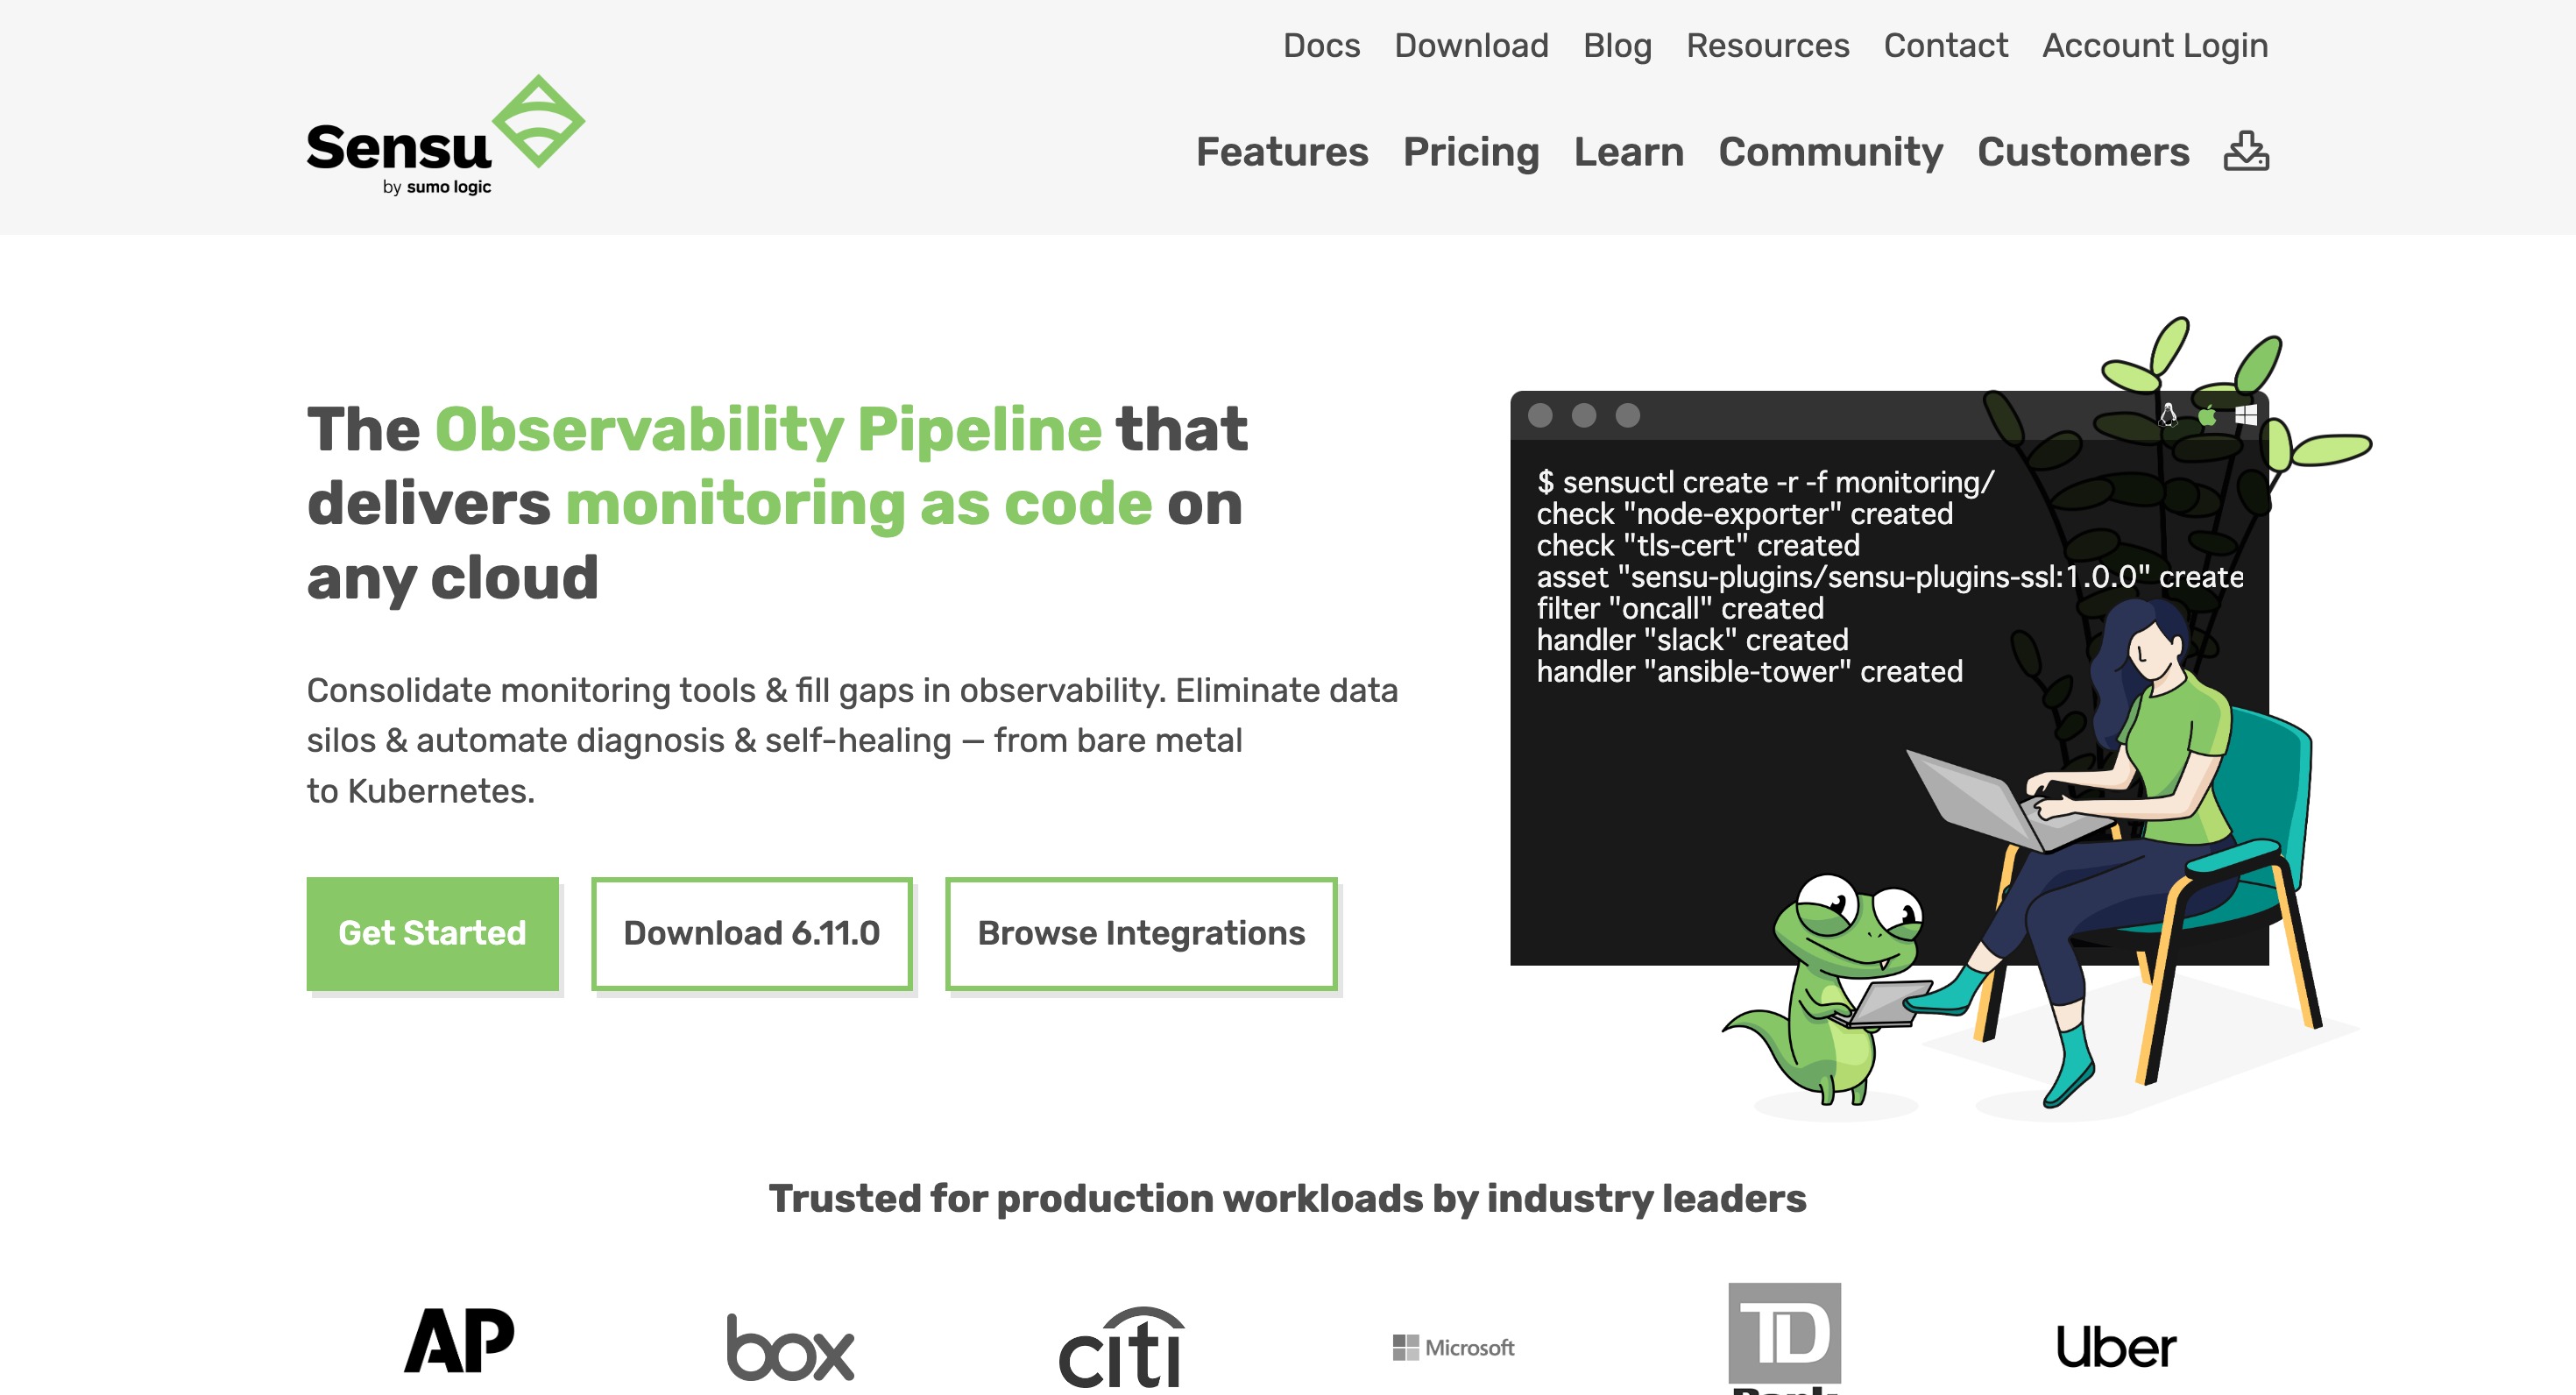 Docs Download Blog Resources Contact Account Login
Sensu
by sumo logic
Features Pricing Learn Community Customers
The Observability Pipeline that
delivers monitoring as code on
any cloud
Consolidate monitoring tools & fill gaps in observability. Eliminate data
silos & automate diagnosis & self-healing — from bare metal
to Kubernetes.
Get Started
Download 6.11.0
Browse Integrations
$ sensuctl create -r -f monitoring/
check "node-exporter" created
check "tls-cert" created
asset "sensu-plugins/sensu-plugins-ssl:1.0.0" create
filter "oncall" created
handler "slack" created
handler "ansible-tower" created
Trusted for production workloads by industry leaders
AP
box
citi
Microsoft
TD
Uber